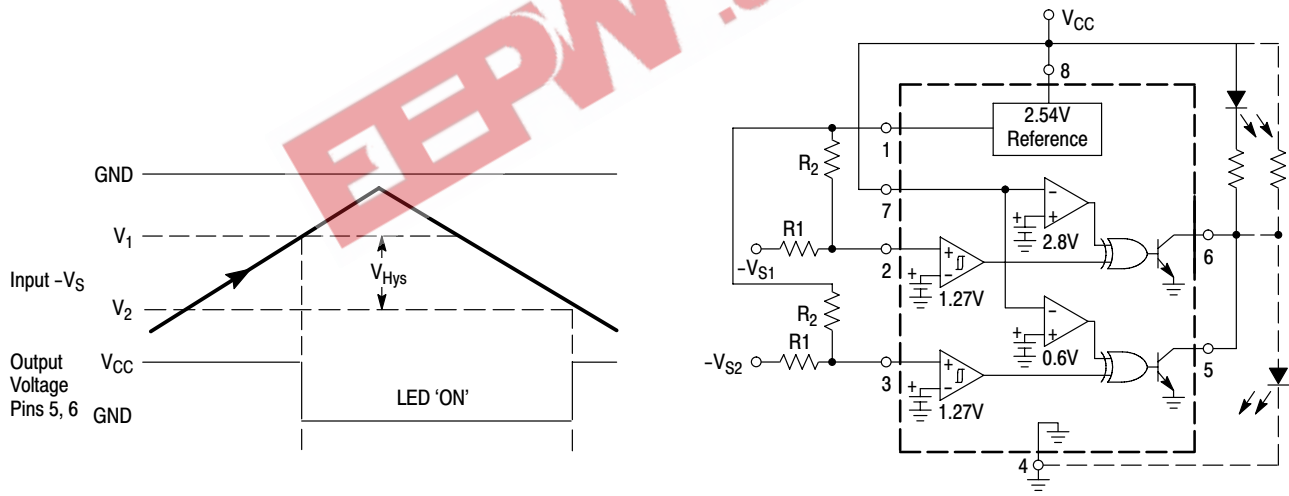 EEPW
GND
V1
Input –VS
VHys
V2
Output
Voltage
Pins 5, 6
VCC
GND
LED ‘ON’
VCC
8
2.54V
Reference
1
R2
7
–
+
2.8V
R1
–VS1
2
+
–
1.27V
6
R2
–
+
0.6V
R1
–VS2
3
+
–
1.27V
5
4